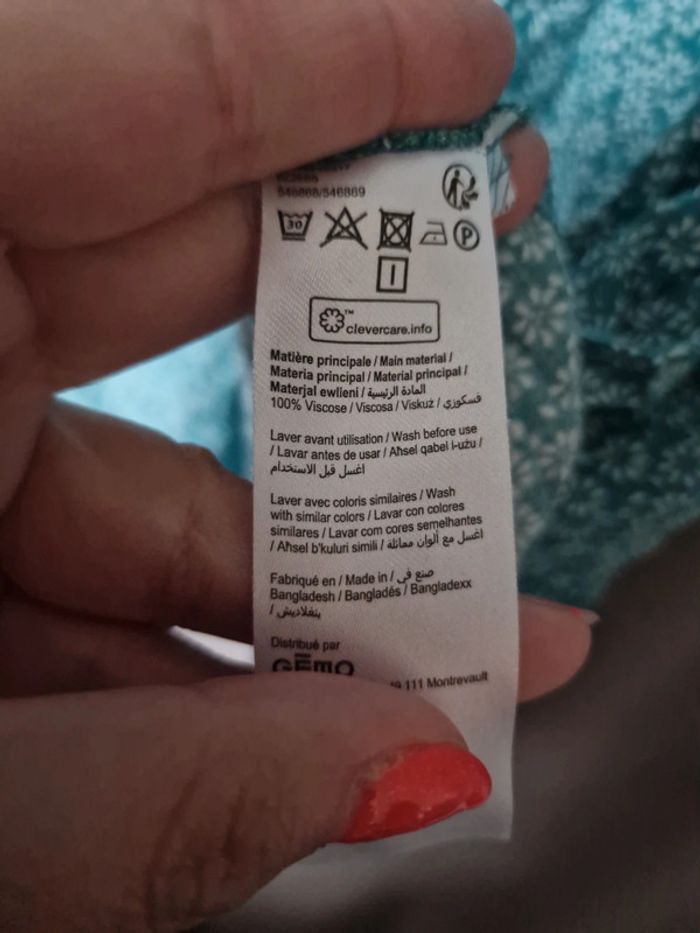 546868/546869
30
P
™
clevercare.info
Matière principale / Main material /
Materia principal / Material principal /
Materjal ewlieni / المادة الرئيسية
100% Viscose / Viscosa / Viskuż / فسكوزي
Laver avant utilisation / Wash before use
/ Lavar antes de usar / Aħsel qabel l-użu /
اغسل قبل الاستخدام
Laver avec coloris similaires / Wash
with similar colors / Lavar con colores
similares / Lavar com cores semelhantes
/ Aħsel b'kuluri simili / اغسل مع ألوان مماثلة
Fabriqué en / Made in / صنع في
Bangladesh / Bangladés / Bangladexx
/ بنغلاديش
Distribué par
GÉMO
111 Montrevault